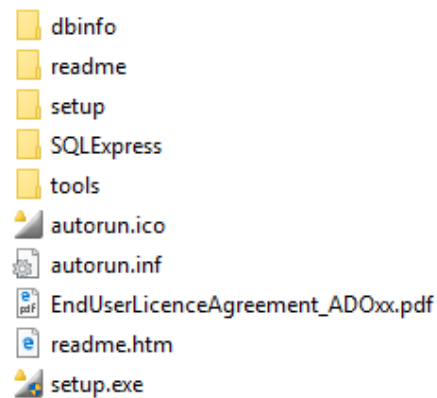 dbinfo
readme
setup
SQLExpress
tools
autorun.ico
autorun.inf
EndUserLicenceAgreement_ADOxx.pdf
readme.htm
setup.exe